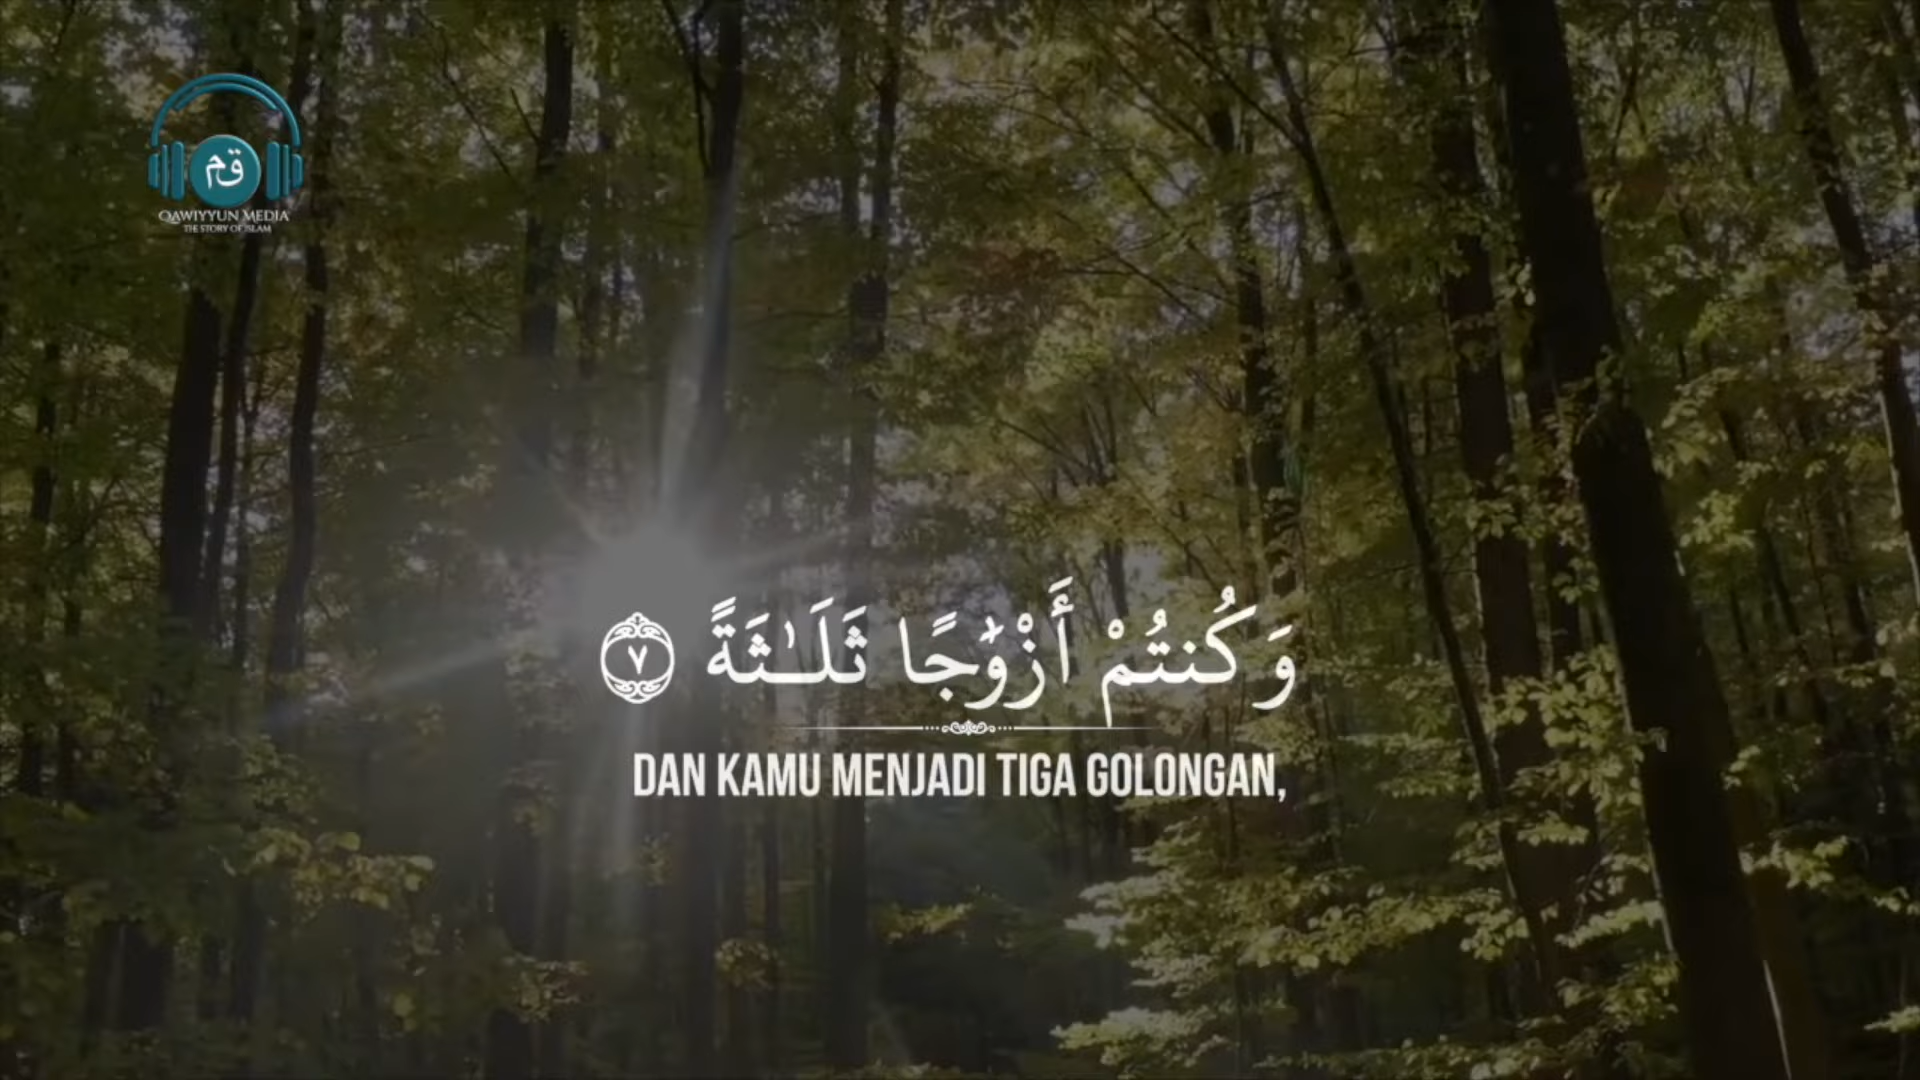 قم
QAWIYYUN MEDIA
THE STORY OF ISLAM
وَكُنتُمْ أَزْوَٰجًا ثَلَـٰثَةً ٧
DAN KAMU MENJADI TIGA GOLONGAN,